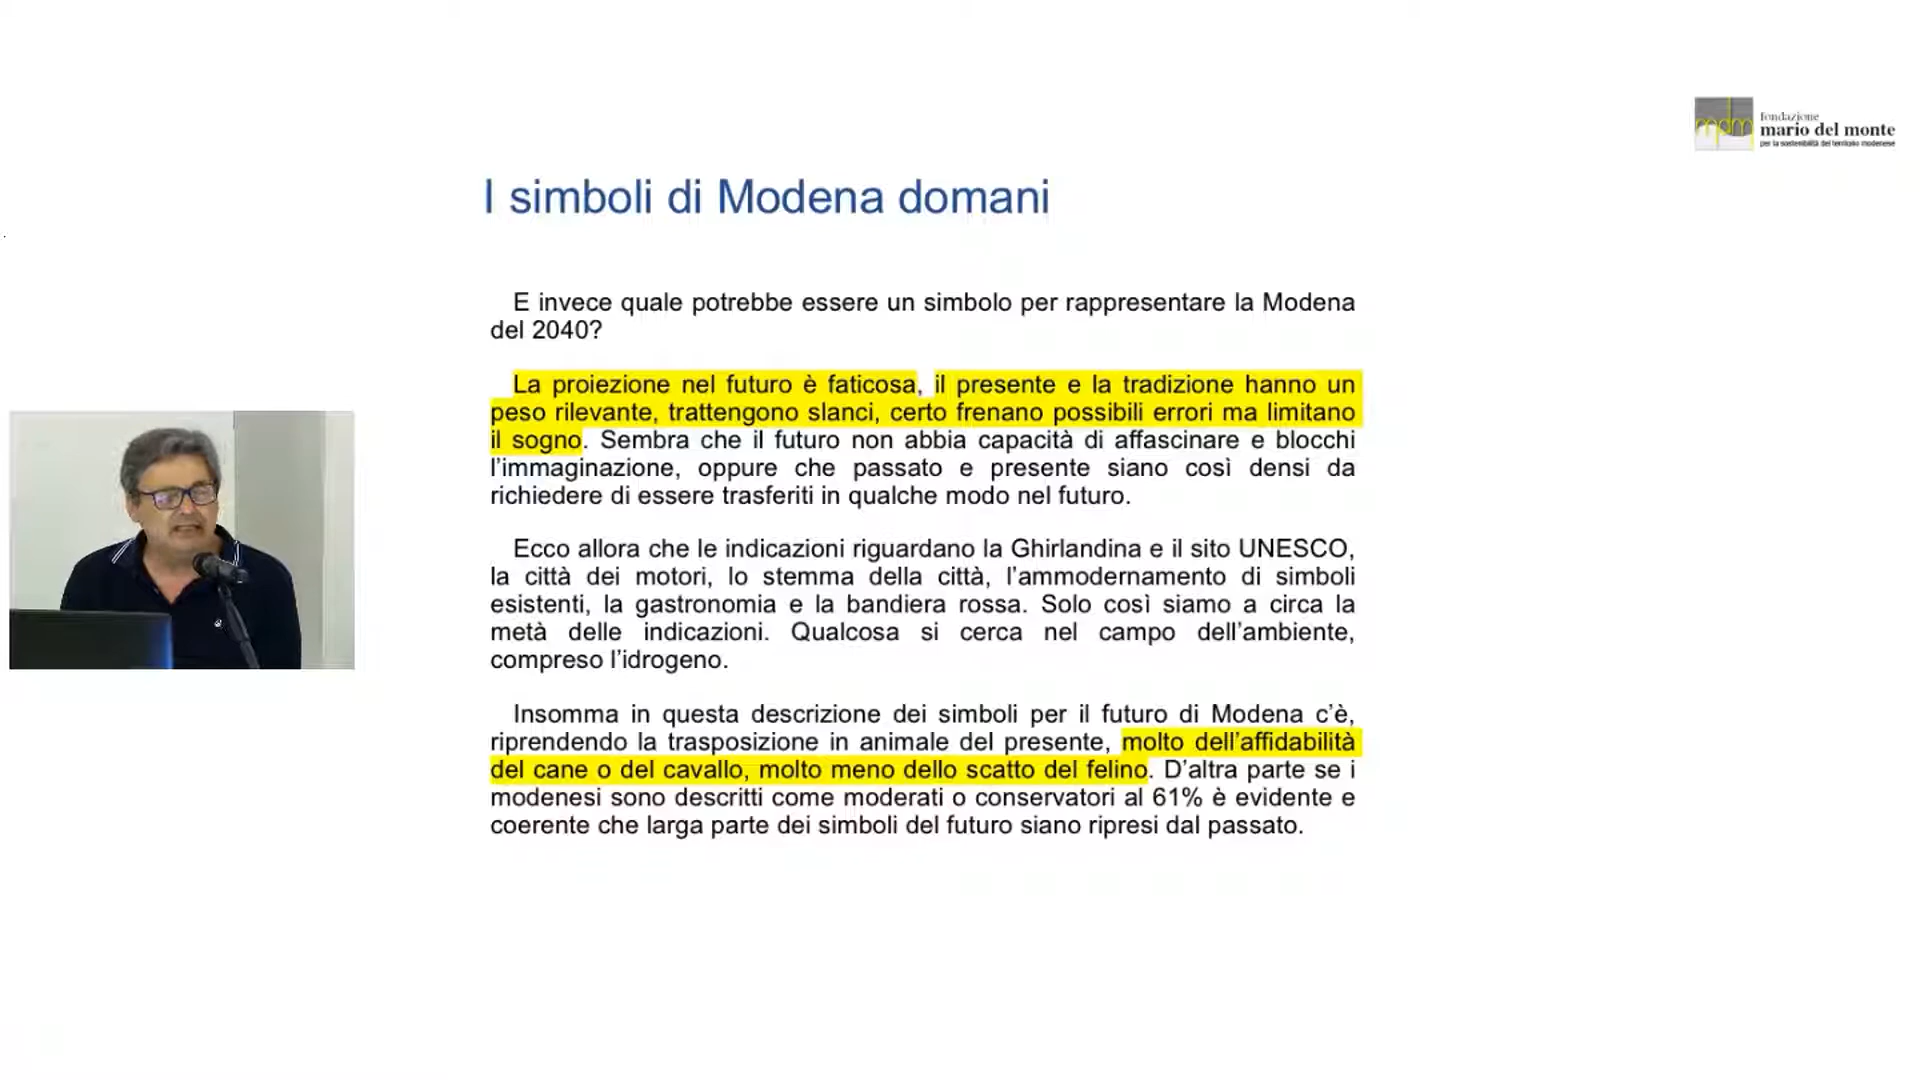 fondazione
mario del monte
per la sostenibilità del territorio modenese
I simboli di Modena domani
E invece quale potrebbe essere un simbolo per rappresentare la Modena
del 2040?
La proiezione nel futuro è faticosa, il presente e la tradizione hanno un
peso rilevante, trattengono slanci, certo frenano possibili errori ma limitano
il sogno. Sembra che il futuro non abbia capacità di affascinare e blocchi
l’immaginazione, oppure che passato e presente siano così densi da
richiedere di essere trasferiti in qualche modo nel futuro.
Ecco allora che le indicazioni riguardano la Ghirlandina e il sito UNESCO,
la città dei motori, lo stemma della città, l’ammodernamento di simboli
esistenti, la gastronomia e la bandiera rossa. Solo così siamo a circa la
metà delle indicazioni. Qualcosa si cerca nel campo dell’ambiente,
compreso l’idrogeno.
Insomma in questa descrizione dei simboli per il futuro di Modena c’è,
riprendendo la trasposizione in animale del presente, molto dell’affidabilità
del cane o del cavallo, molto meno dello scatto del felino. D’altra parte se i
modenesi sono descritti come moderati o conservatori al 61% è evidente e
coerente che larga parte dei simboli del futuro siano ripresi dal passato.